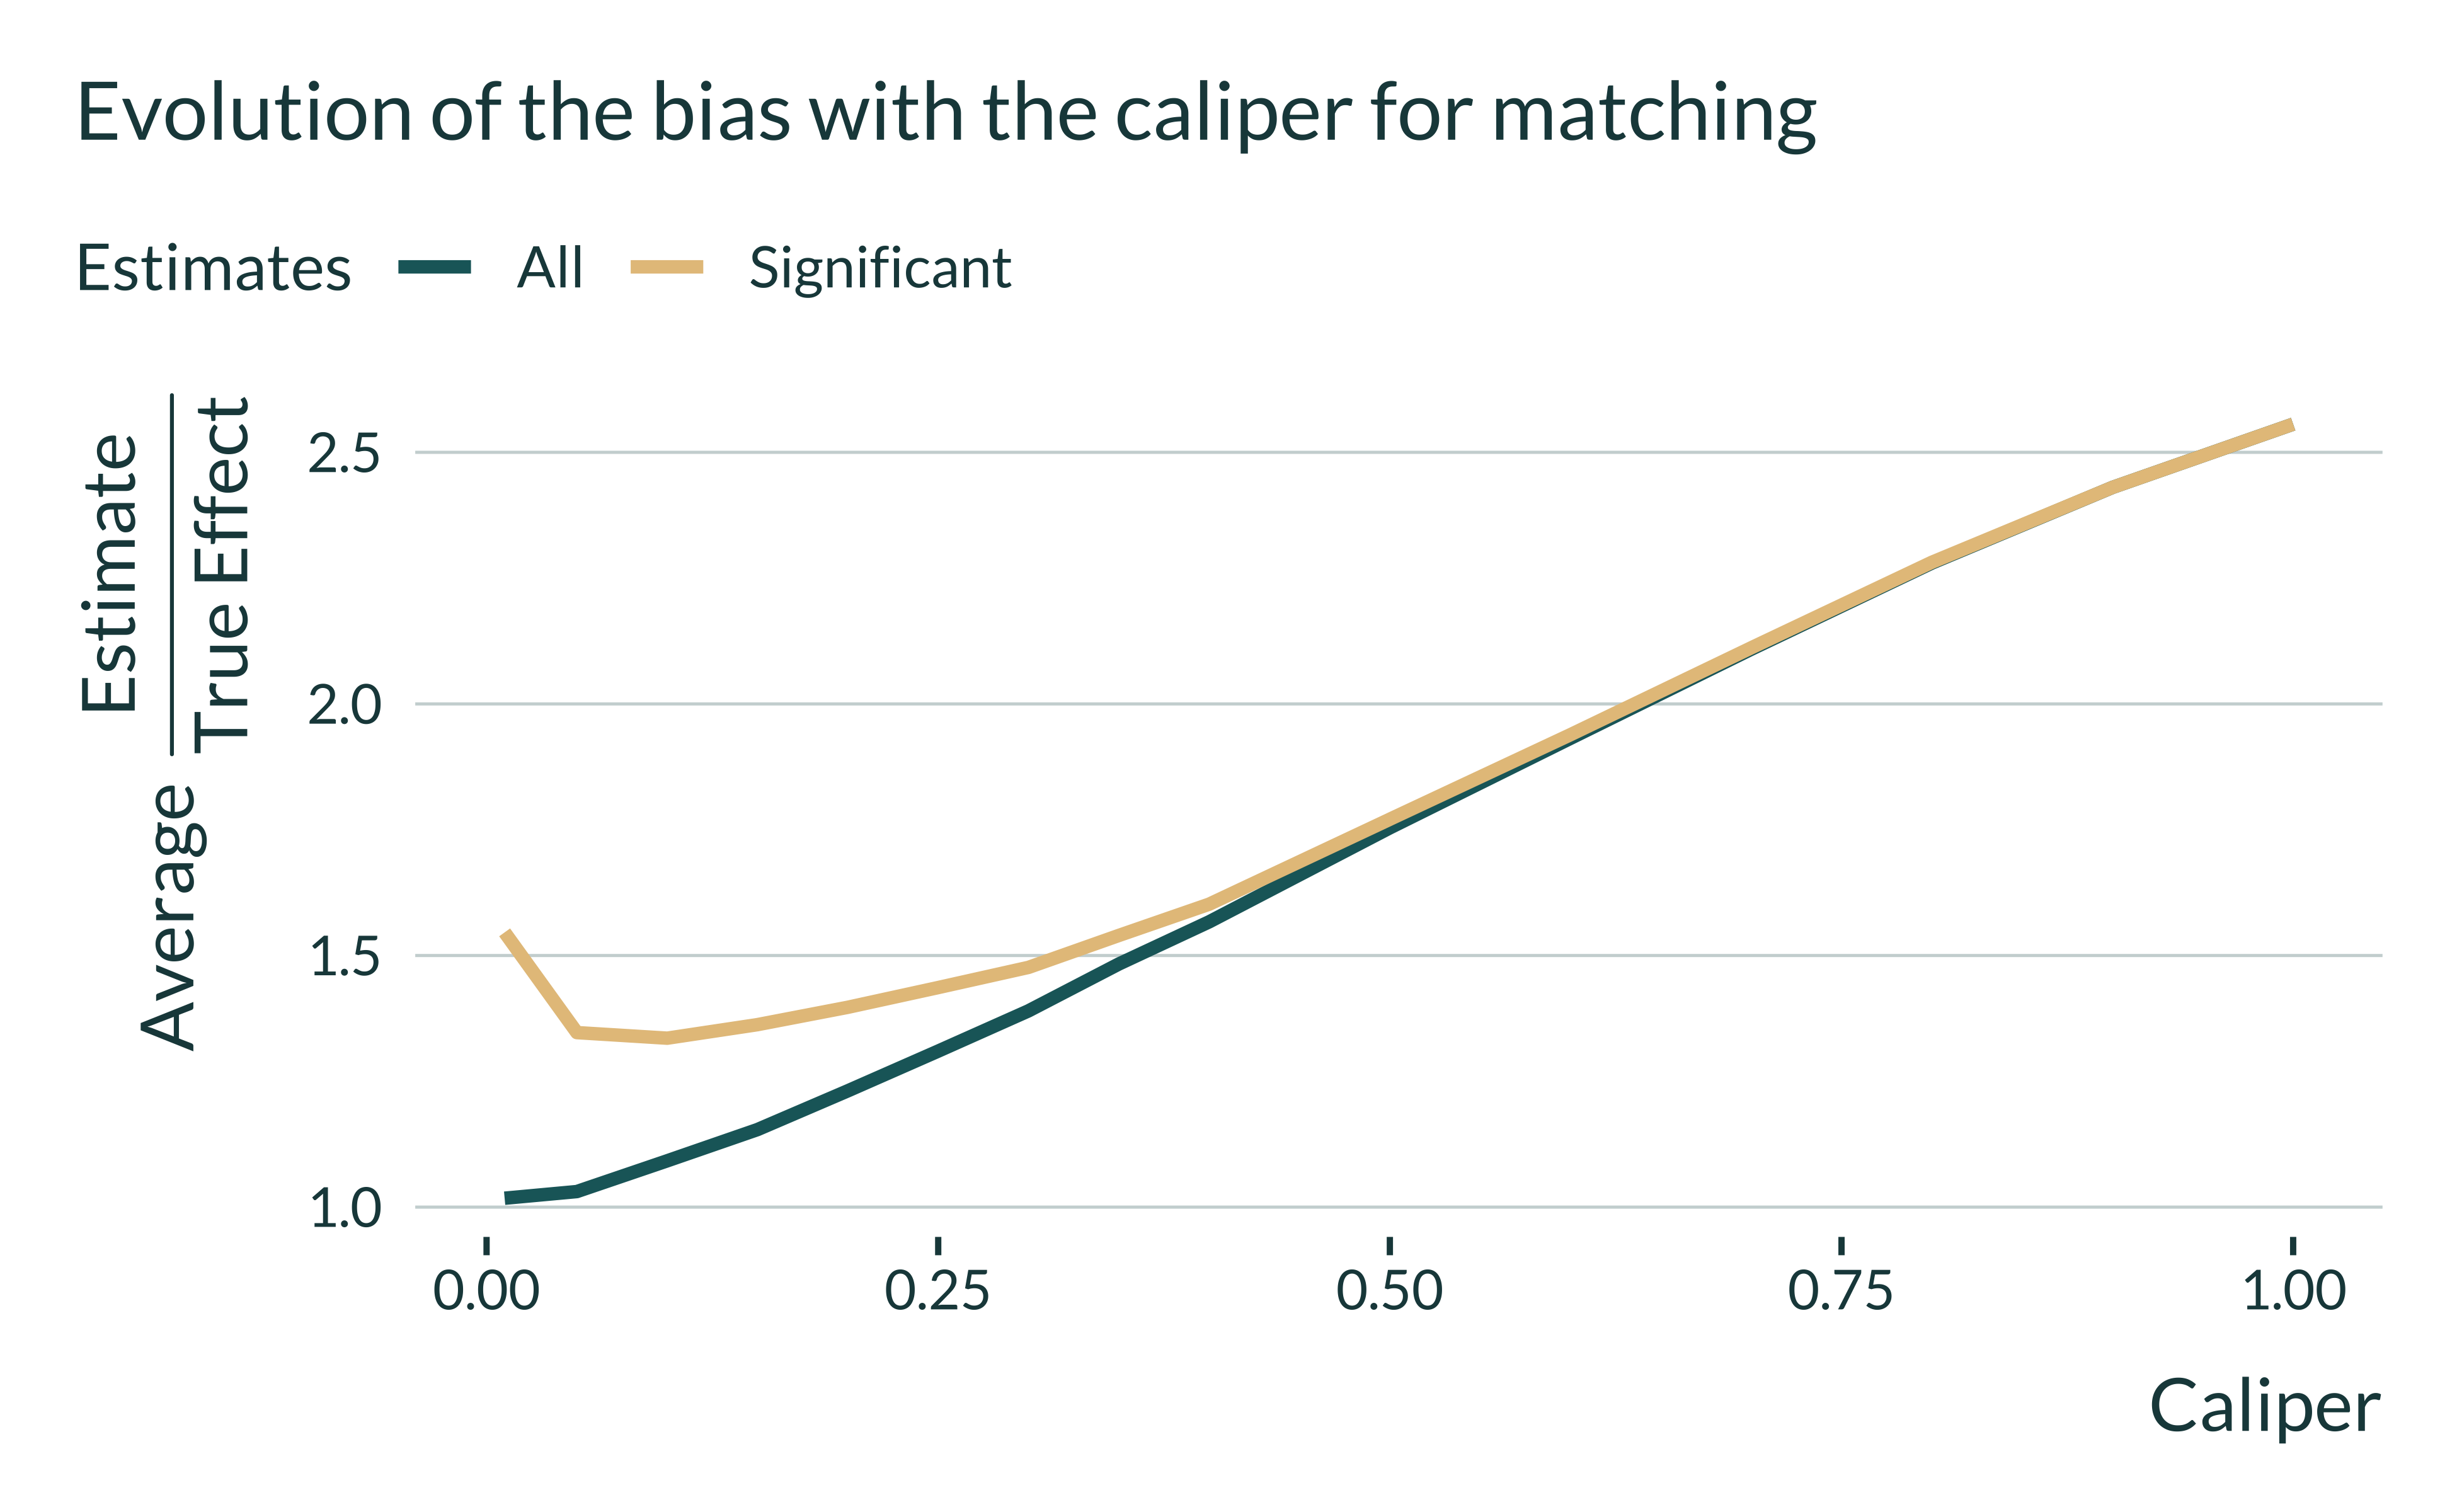 Evolution of the bias with the caliper for matching
Estimates All Significant
Average Estimate
True Effect
2.5
2.0
1.5
1.0
0.00 0.25 0.50 0.75 1.00
Caliper